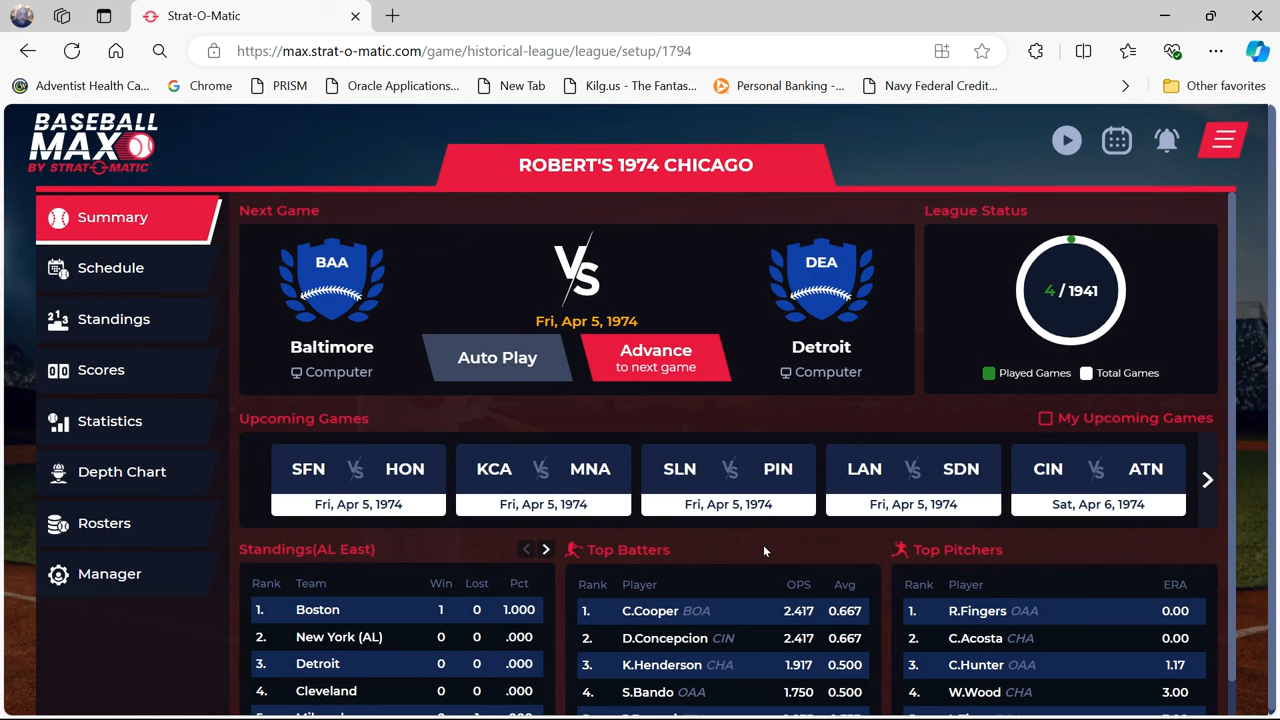 Strat-O-Matic
https://max.strat-o-matic.com/game/historical-league/league/setup/1794
Adventist Health Ca... Chrome PRISM Oracle Applications... New Tab Kilg.us - The Fantas... Personal Banking -... Navy Federal Credit... Other favorites
BASEBALL
MAX
BY STRAT-O-MATIC
ROBERT'S 1974 CHICAGO
Summary
Schedule
Standings
Scores
Statistics
Depth Chart
Rosters
Manager
Next Game
BAA VS DEA
Fri, Apr 5, 1974
Baltimore Detroit
Computer Computer
Auto Play
Advance
to next game
League Status
4 / 1941
Played Games Total Games
Upcoming Games My Upcoming Games
SFN VS HON KCA VS MNA SLN VS PIN LAN VS SDN CIN VS ATN
Fri, Apr 5, 1974 Fri, Apr 5, 1974 Fri, Apr 5, 1974 Fri, Apr 5, 1974 Sat, Apr 6, 1974
Standings(AL East)
Rank Team Win Lost Pct
1. Boston 1 0 1.000
2. New York (AL) 0 0 .000
3. Detroit 0 0 .000
4. Cleveland 0 0 .000
Top Batters
Rank Player OPS Avg
1. C.Cooper BOA 2.417 0.667
2. D.Concepcion CIN 2.417 0.667
3. K.Henderson CHA 1.917 0.500
4. S.Bando OAA 1.750 0.500
Top Pitchers
Rank Player ERA
1. R.Fingers OAA 0.00
2. C.Acosta CHA 0.00
3. C.Hunter OAA 1.17
4. W.Wood CHA 3.00